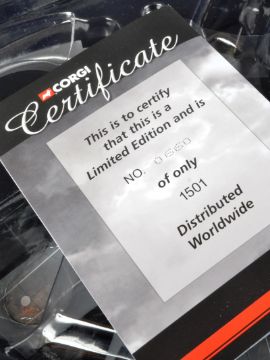 CORGI
Certificate
This is to certify
that this is a
Limited Edition and is
NO. 0660
of only
1501
Distributed
Worldwide